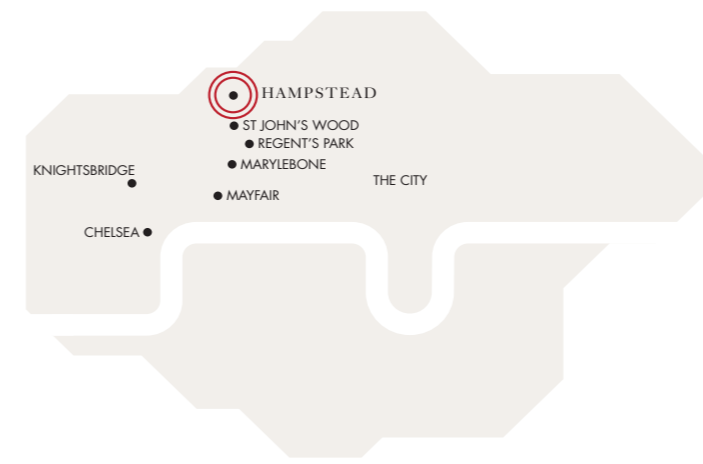 HAMPSTEAD
ST JOHN'S WOOD
REGENT'S PARK
MARYLEBONE
KNIGHTSBRIDGE
THE CITY
MAYFAIR
CHELSEA